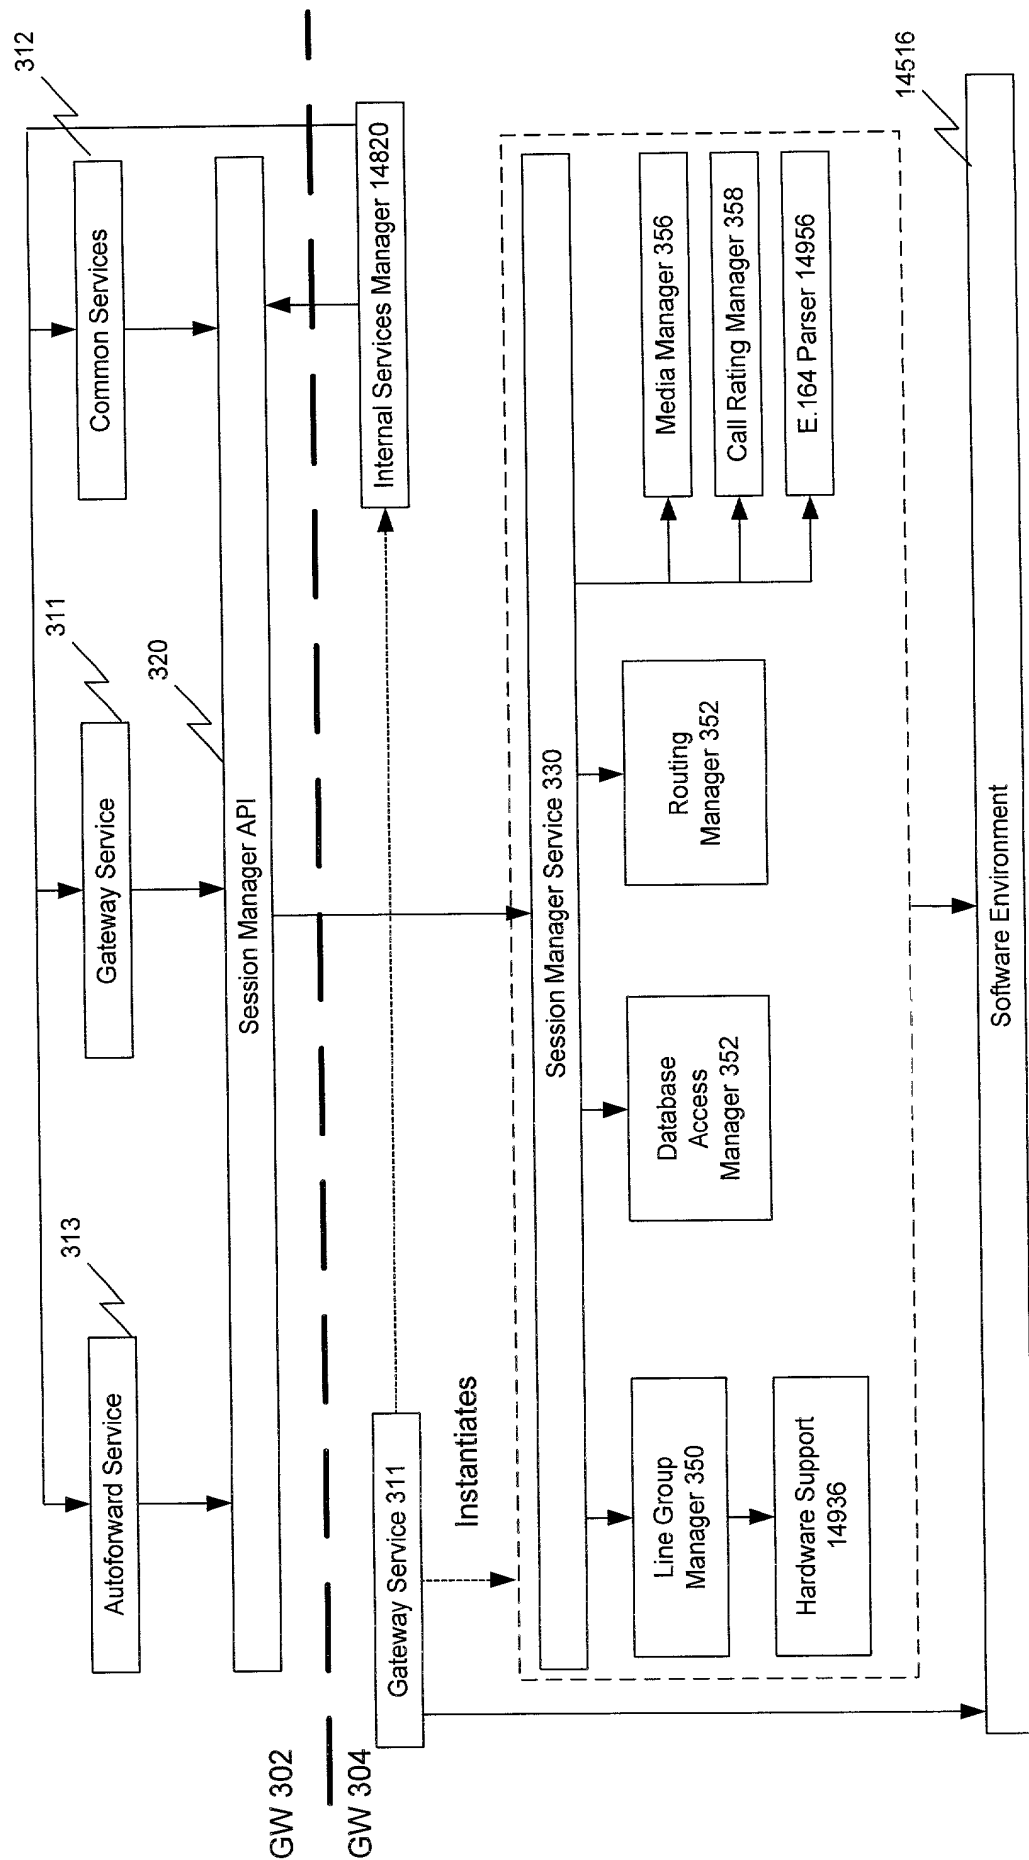 312
Common Services
311
Gateway Service
313
Autoforward Service
320
Session Manager API
GW 302
GW 304
Internal Services Manager 14820
Gateway Service 311
Instantiates
Session Manager Service 330
Line Group
Manager 350
Hardware Support
14936
Database
Access
Manager 352
Routing
Manager 352
Media Manager 356
Call Rating Manager 358
E.164 Parser 14956
14516
Software Environment